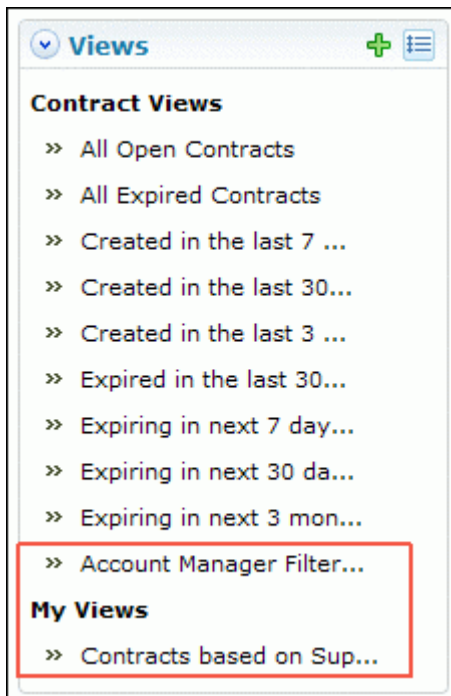 Views
Contract Views
» All Open Contracts
» All Expired Contracts
» Created in the last 7 ...
» Created in the last 30...
» Created in the last 3 ...
» Expired in the last 30...
» Expiring in next 7 day...
» Expiring in next 30 da...
» Expiring in next 3 mon...
» Account Manager Filter...
My Views
» Contracts based on Sup...